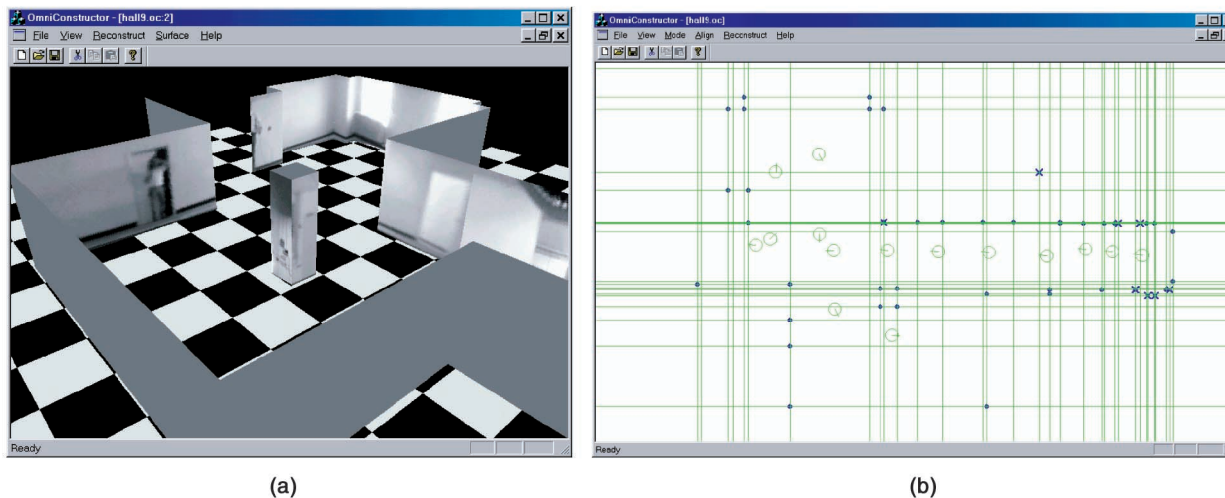 OmniConstructor - [hall9.oc:2]
File View Reconstruct Surface Help
Ready
(a)
OmniConstructor - [hall9.oc]
File View Mode Align Reconstruct Help
Ready
(b)